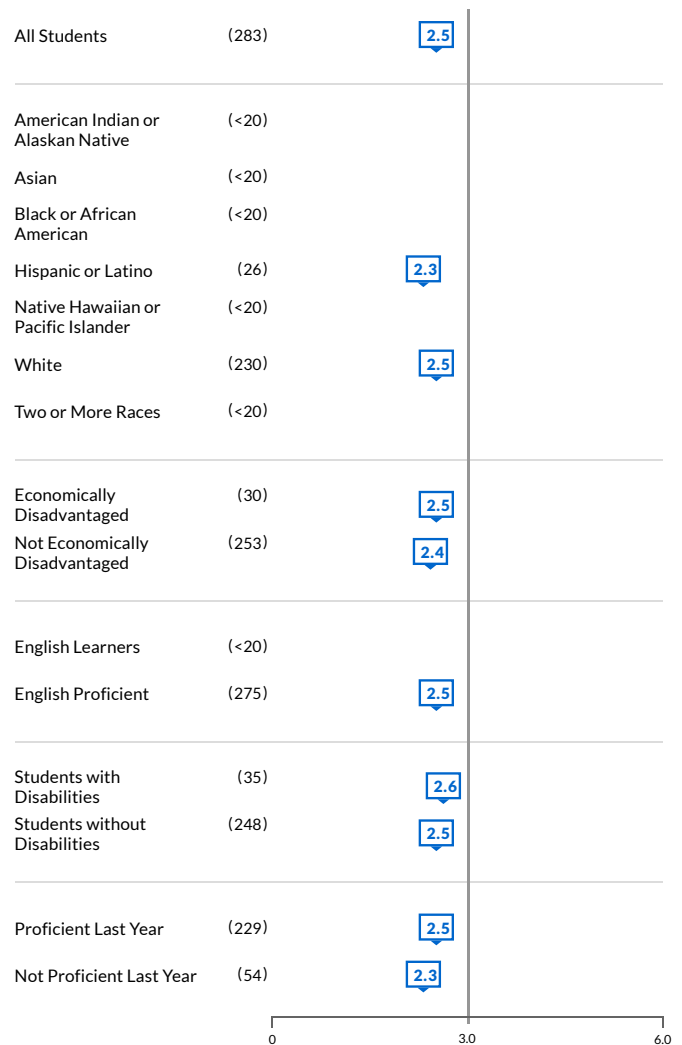 All Students (283) 2.5
American Indian or (<20)
Alaskan Native
Asian (<20)
Black or African (<20)
American
Hispanic or Latino (26) 2.3
Native Hawaiian or (<20)
Pacific Islander
White (230) 2.5
Two or More Races (<20)
Economically (30) 2.5
Disadvantaged
Not Economically (253) 2.4
Disadvantaged
English Learners (<20)
English Proficient (275) 2.5
Students with (35) 2.6
Disabilities
Students without (248) 2.5
Disabilities
Proficient Last Year (229) 2.5
Not Proficient Last Year (54) 2.3
0 3.0 6.0